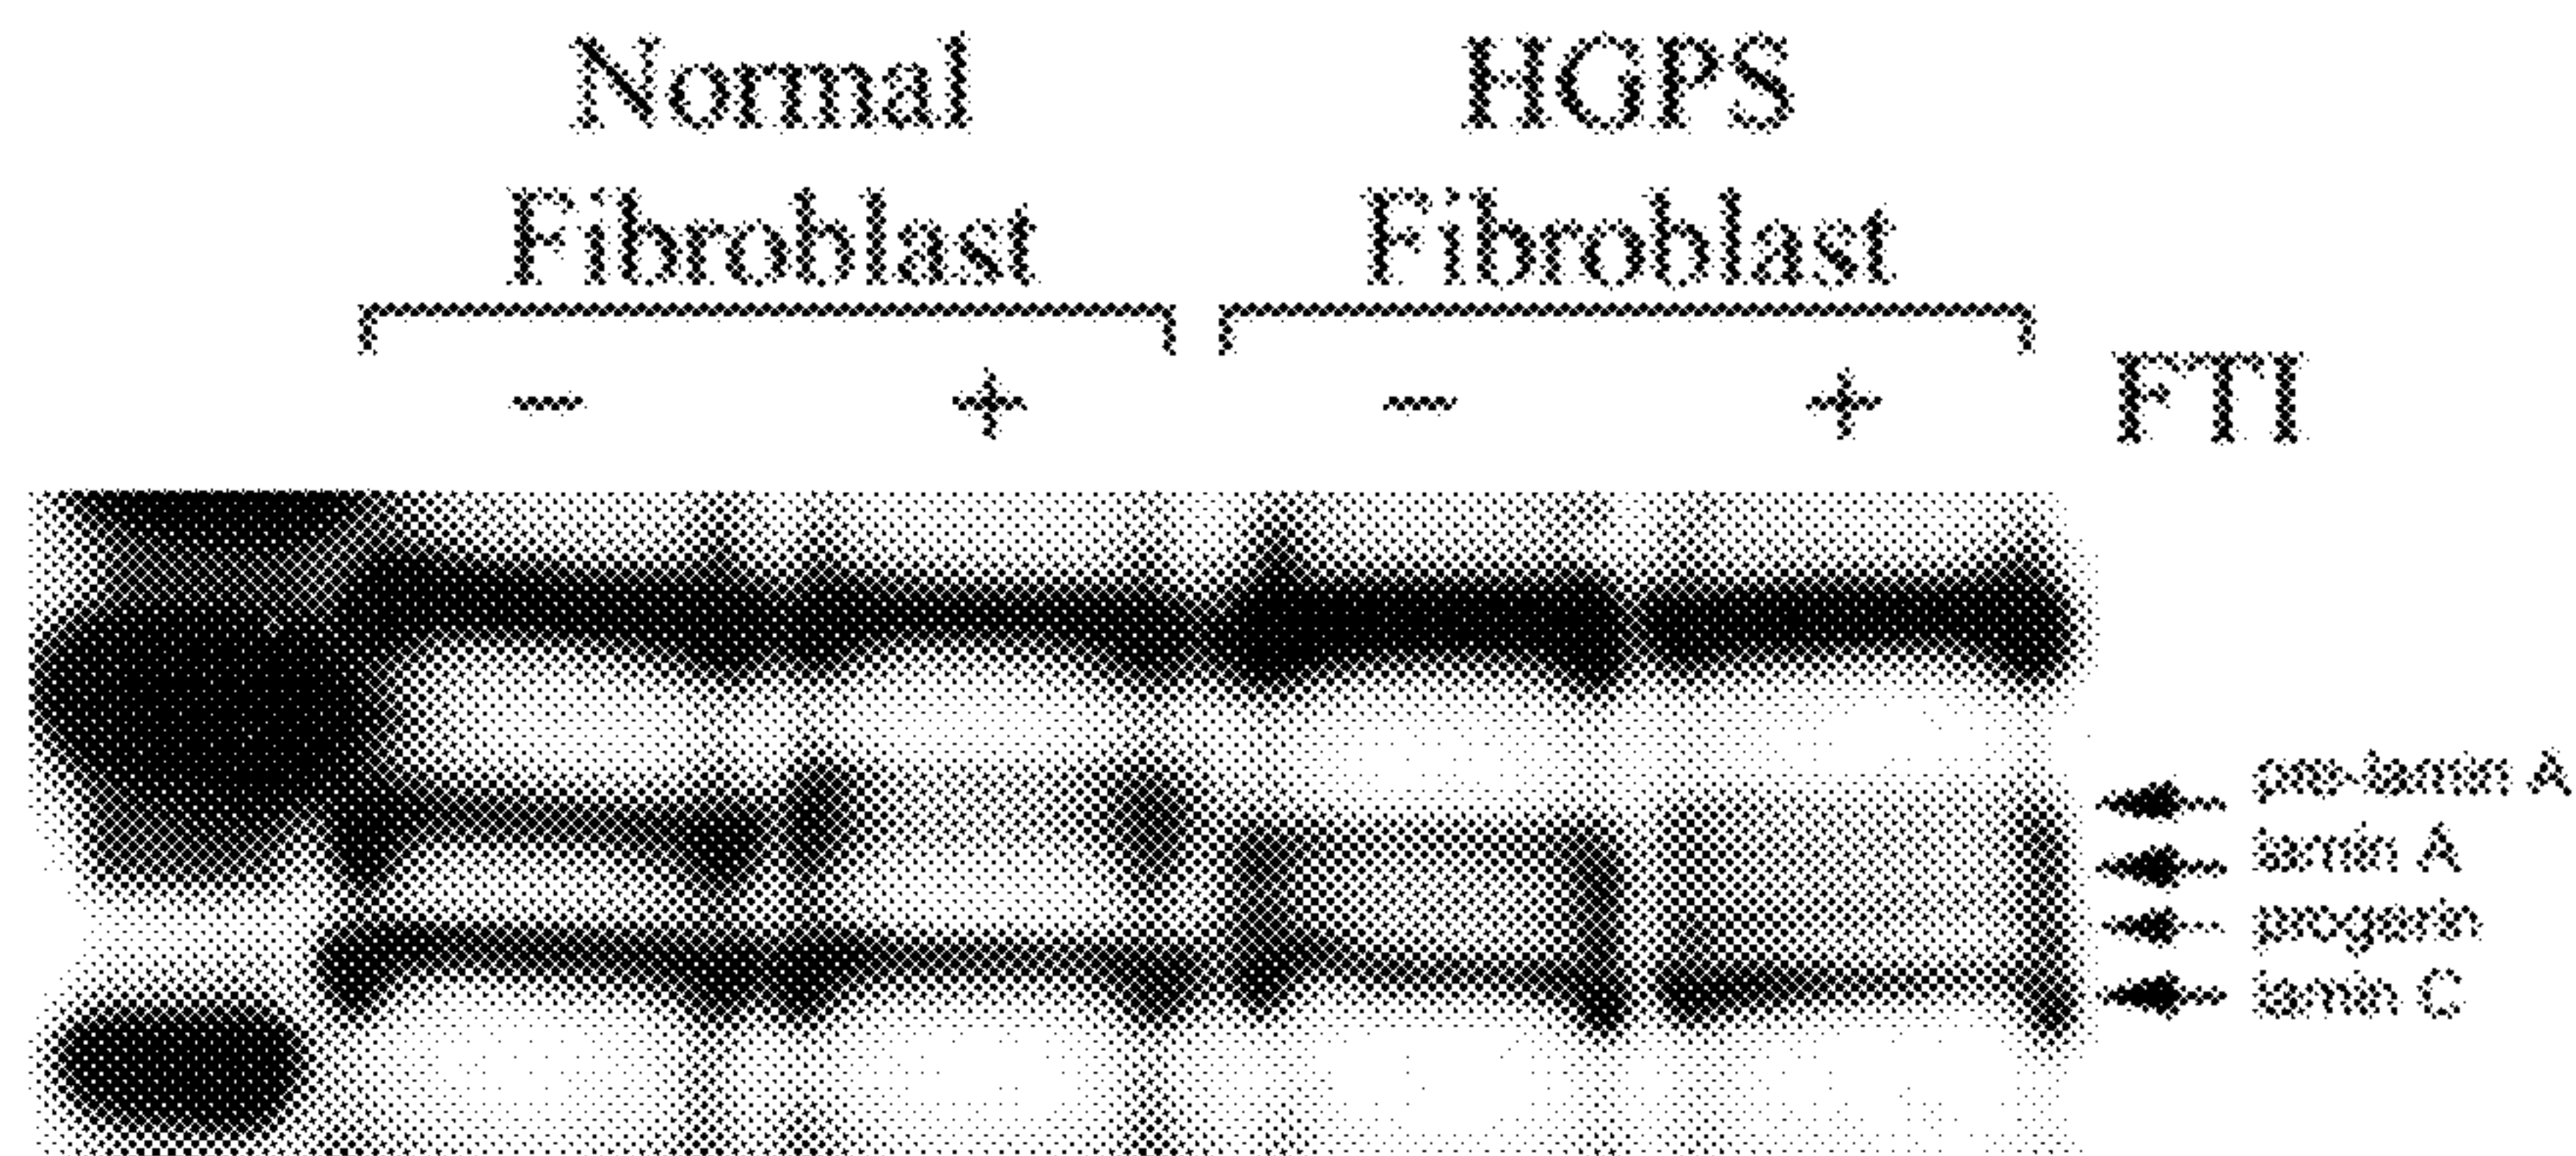 Normal
Fibroblast
HGPS
Fibroblast
− + − + FTI
pre-lamin A
lamin A
progerin
lamin C